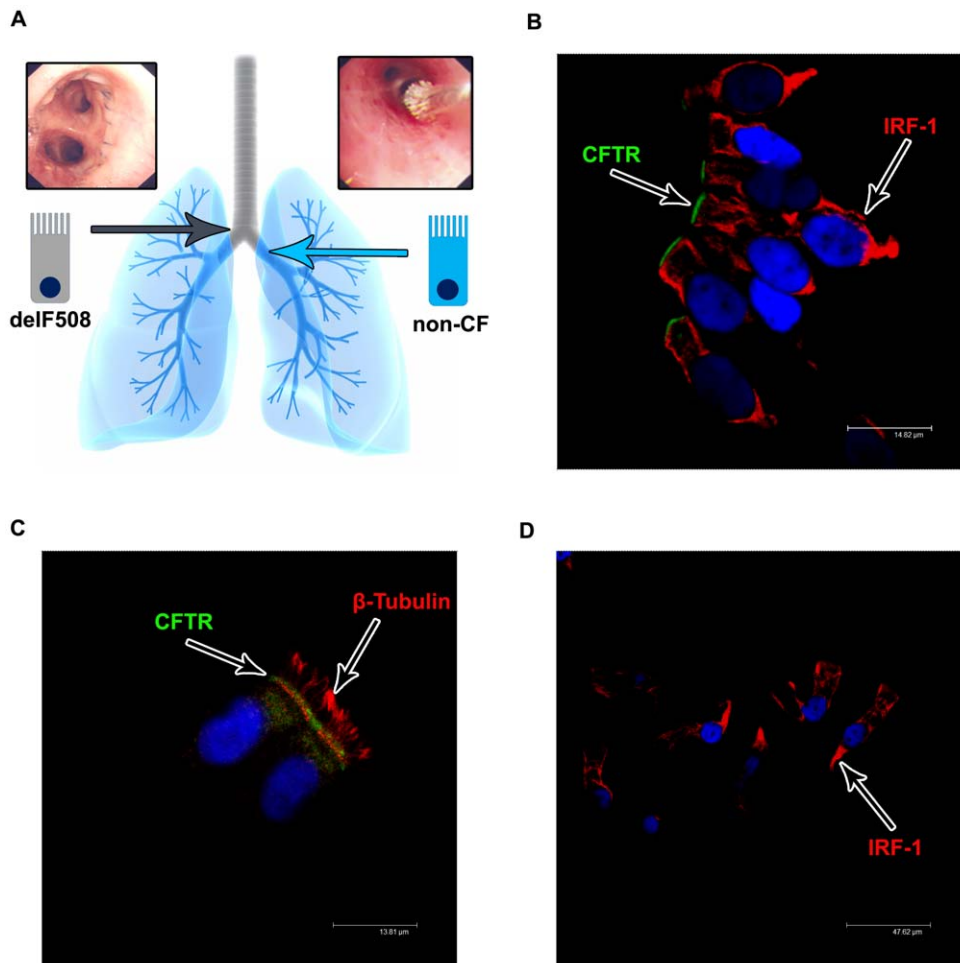 A
delF508
non-CF
B
CFTR
IRF-1
14.82 µm
C
CFTR
β-Tubulin
13.81 µm
D
IRF-1
47.62 µm